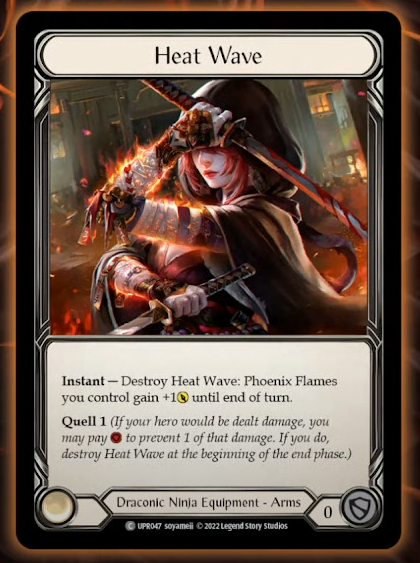 Heat Wave
Instant — Destroy Heat Wave: Phoenix Flames
you control gain +1 until end of turn.
Quell 1 (If your hero would be dealt damage, you
may pay to prevent 1 of that damage. If you do,
destroy Heat Wave at the beginning of the end phase.)
Draconic Ninja Equipment - Arms
0
C UPR047 soyameii © 2022 Legend Story Studios